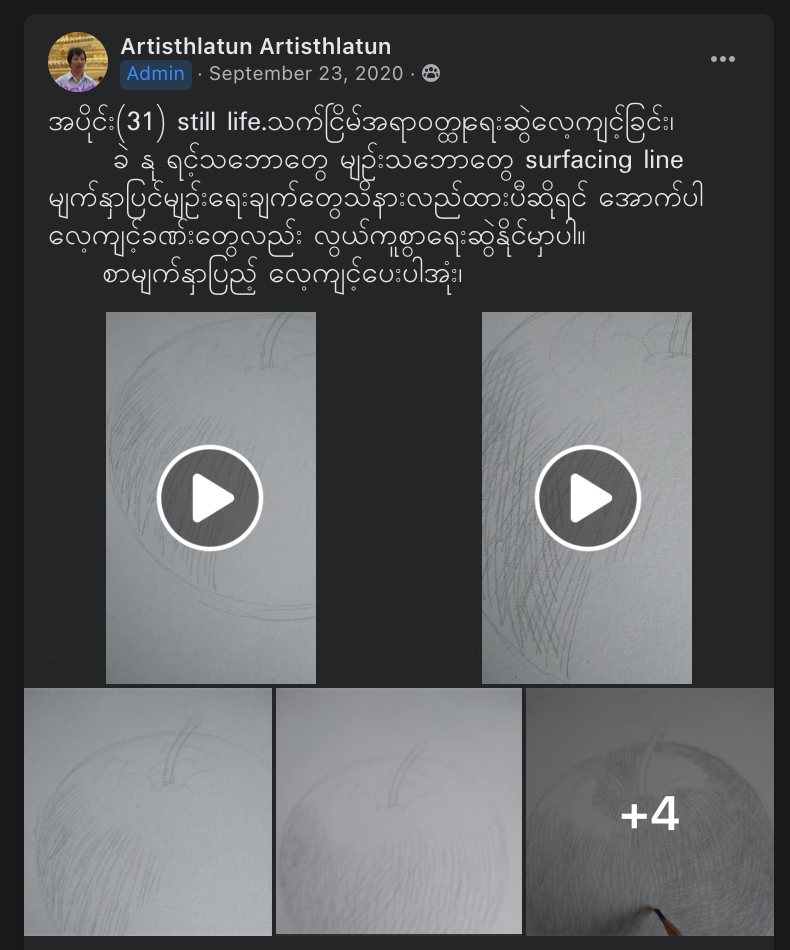 Artisthlatun Artisthlatun
Admin · September 23, 2020 ·
အပိုင်း(31) still life.သက်ငြိမ်အရာဝတ္ထုရေးဆွဲလေ့ကျင့်ခြင်း၊
ခဲ နု ရင့်သဘောတွေ မျဉ်းသဘောတွေ surfacing line
မျက်နှာပြင်မျဉ်းရေးချက်တွေသိနားလည်ထားပီဆိုရင် အောက်ပါ
လေ့ကျင့်ခဏ်းတွေလည်း လွယ်ကူစွာရေးဆွဲနိုင်မှာပါ။
စာမျက်နှာပြည့် လေ့ကျင့်ပေးပါအုံး၊
+4